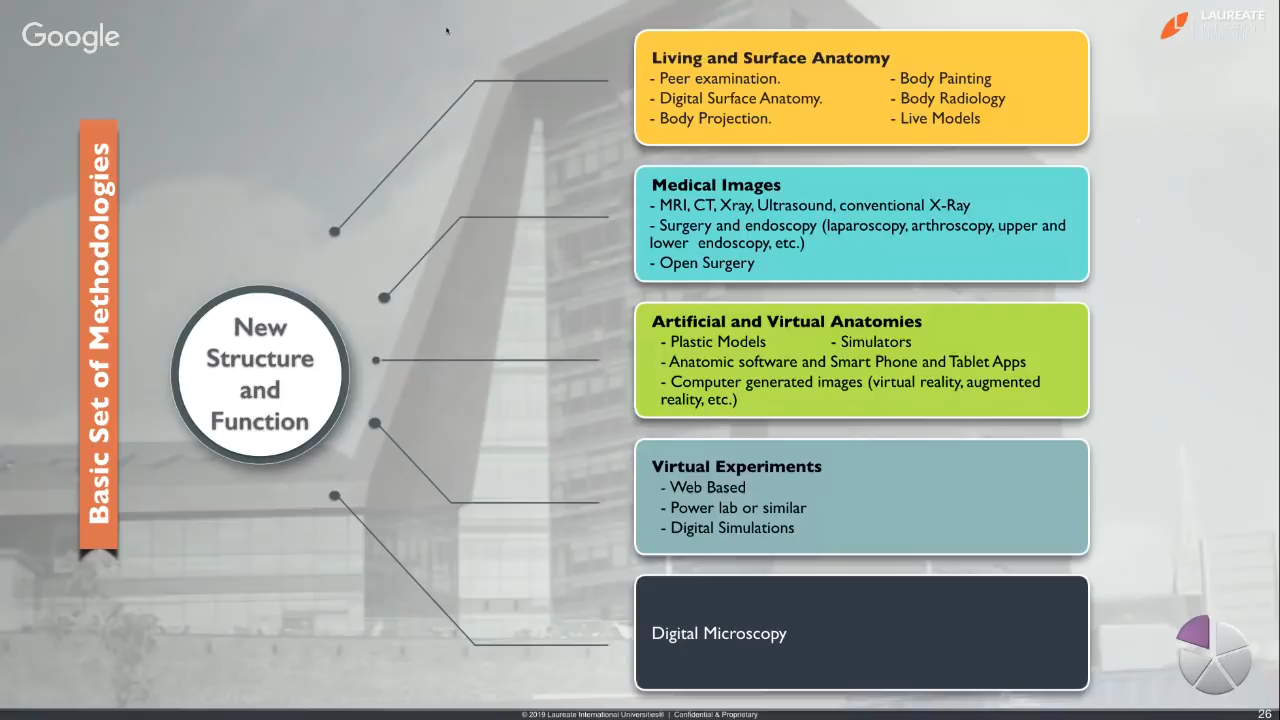 Google
LAUREATE
Basic Set of Methodologies
New
Structure
and
Function
Living and Surface Anatomy
- Peer examination.
- Digital Surface Anatomy.
- Body Projection.
- Body Painting
- Body Radiology
- Live Models
Medical Images
- MRI, CT, Xray, Ultrasound, conventional X-Ray
- Surgery and endoscopy (laparoscopy, arthroscopy, upper and
lower endoscopy, etc.)
- Open Surgery
Artificial and Virtual Anatomies
- Plastic Models - Simulators
- Anatomic software and Smart Phone and Tablet Apps
- Computer generated images (virtual reality, augmented
reality, etc.)
Virtual Experiments
- Web Based
- Power lab or similar
- Digital Simulations
Digital Microscopy
© 2019 Laureate International Universities® | Confidential & Proprietary
26